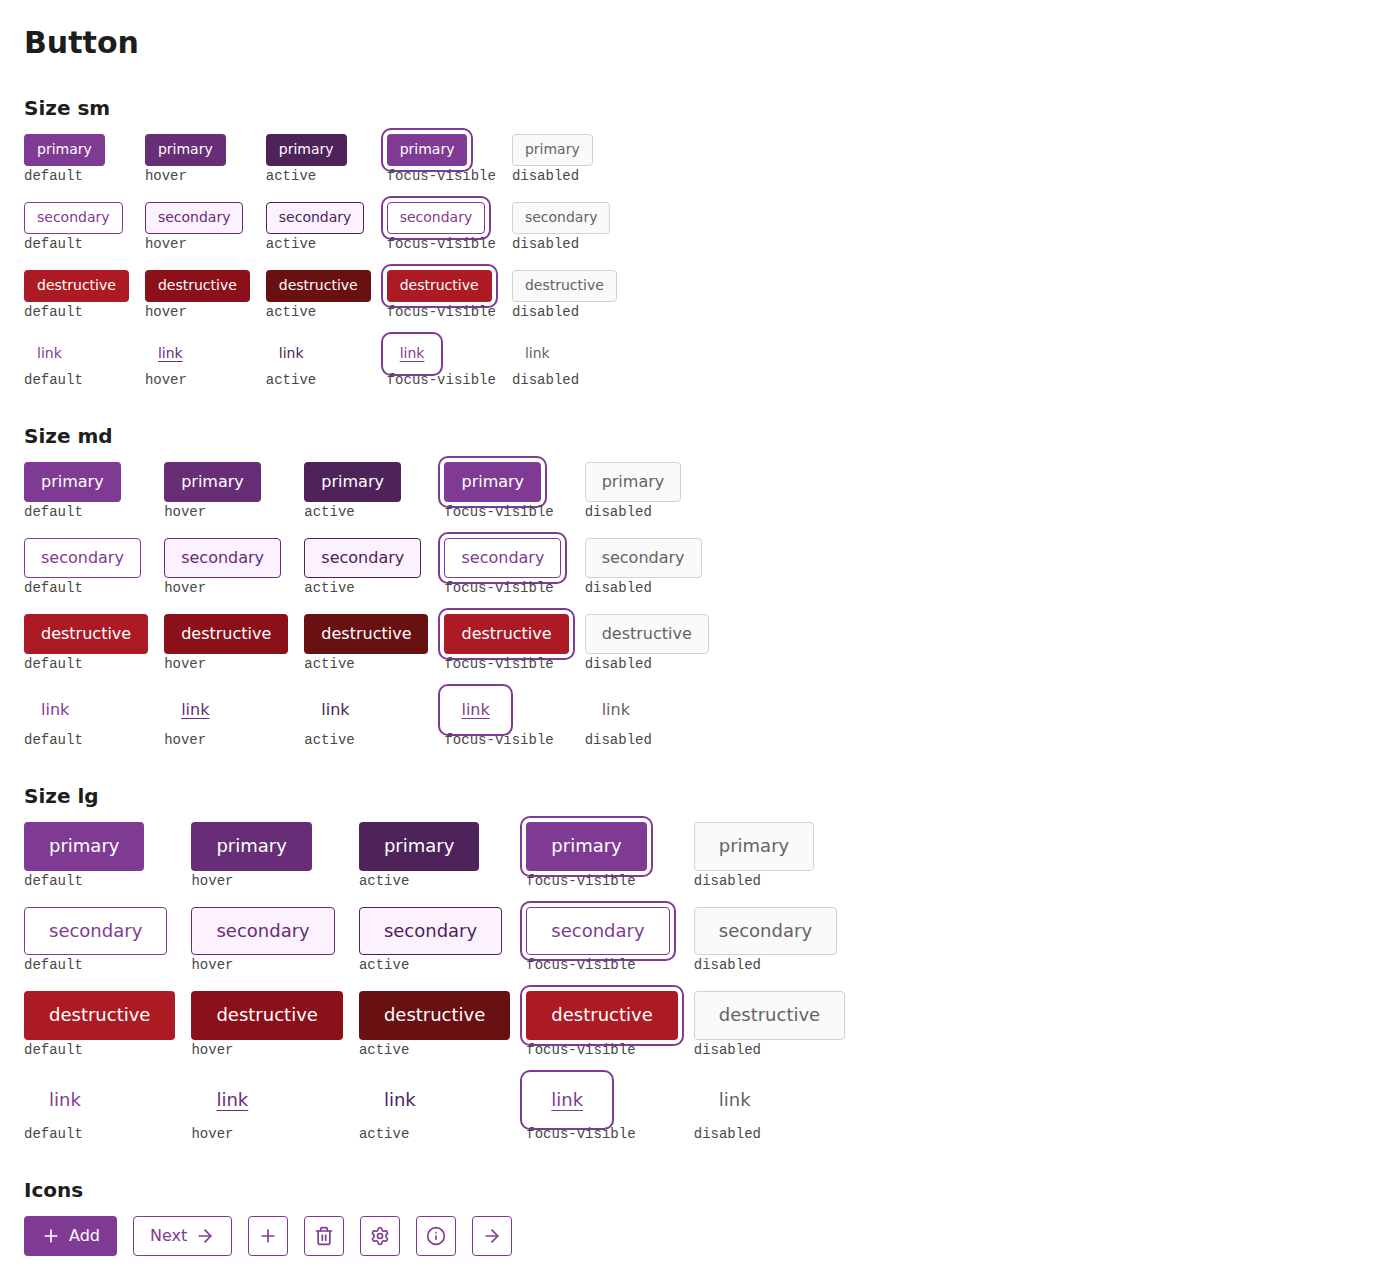 Button
Size sm
primary primary primary primary primary
default hover active focus-visible disabled
secondary secondary secondary secondary secondary
default hover active focus-visible disabled
destructive destructive destructive destructive destructive
default hover active focus-visible disabled
link link link link link
default hover active focus-visible disabled
Size md
primary primary primary primary primary
default hover active focus-visible disabled
secondary secondary secondary secondary secondary
default hover active focus-visible disabled
destructive destructive destructive destructive destructive
default hover active focus-visible disabled
link link link link link
default hover active focus-visible disabled
Size lg
primary primary primary primary primary
default hover active focus-visible disabled
secondary secondary secondary secondary secondary
default hover active focus-visible disabled
destructive destructive destructive destructive destructive
default hover active focus-visible disabled
link link link link link
default hover active focus-visible disabled
Icons
Add Next